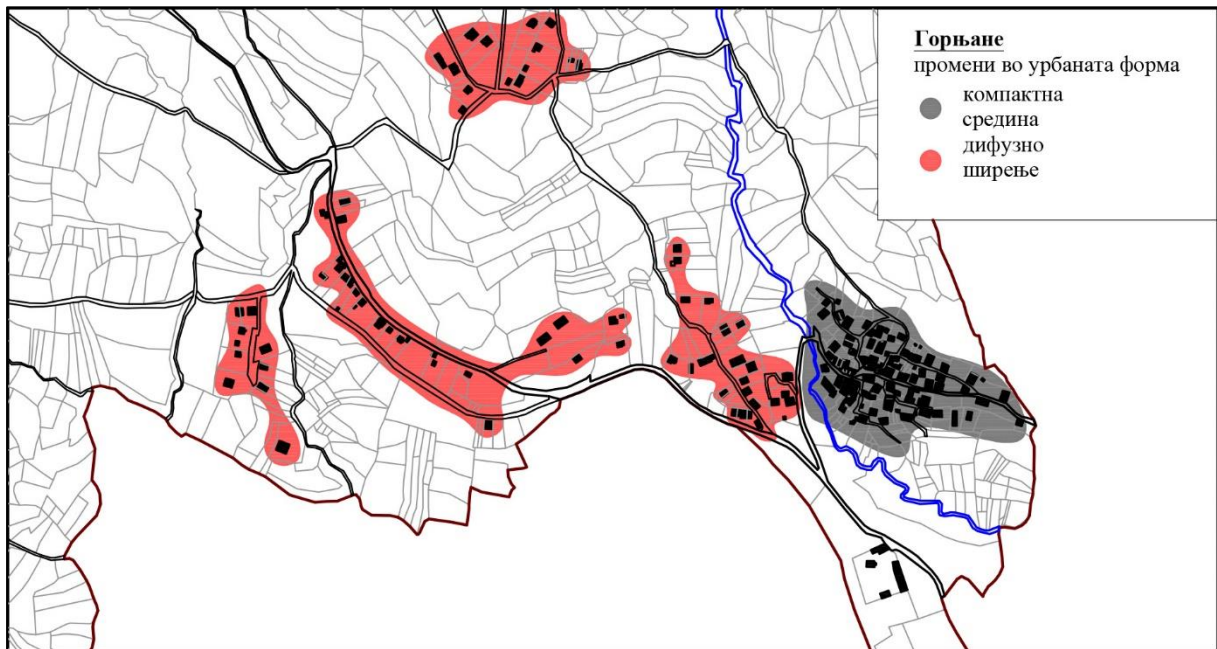 Горњане
промени во урбаната форма
компактна
средина
дифузно
ширење